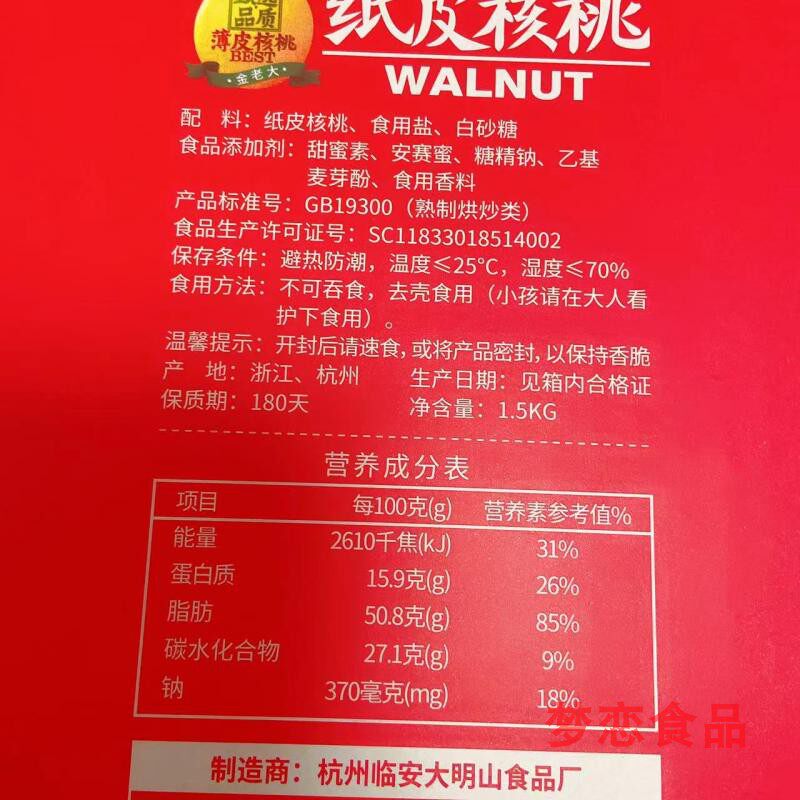 品质
薄皮核桃
BEST
金老大
纸皮核桃
WALNUT
配 料：纸皮核桃、食用盐、白砂糖
食品添加剂：甜蜜素、安赛蜜、糖精钠、乙基
麦芽酚、食用香料
产品标准号：GB19300（熟制烘炒类）
食品生产许可证号：SC11833018514002
保存条件：避热防潮，温度≤25℃，湿度≤70%
食用方法：不可吞食，去壳食用（小孩请在大人看
护下食用）。
温馨提示：开封后请速食，或将产品密封，以保持香脆
产 地：浙江、杭州 生产日期：见箱内合格证
保质期：180天 净含量：1.5KG
营养成分表
项目 每100克(g) 营养素参考值%
能量 2610千焦(kJ) 31%
蛋白质 15.9克(g) 26%
脂肪 50.8克(g) 85%
碳水化合物 27.1克(g) 9%
钠 370毫克(mg) 18%
梦恋食品
制造商：杭州临安大明山食品厂